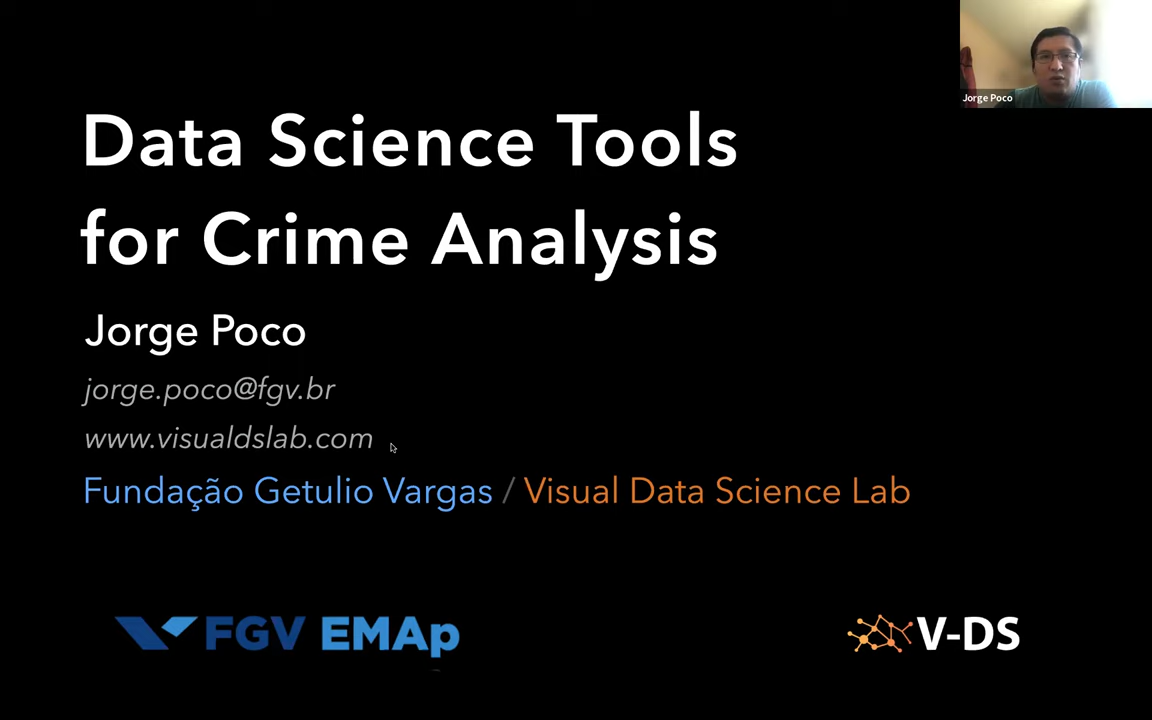 Jorge Poco
Data Science Tools
for Crime Analysis
Jorge Poco
jorge.poco@fgv.br
www.visualdslab.com
Fundação Getulio Vargas / Visual Data Science Lab
FGV EMAp
V-DS